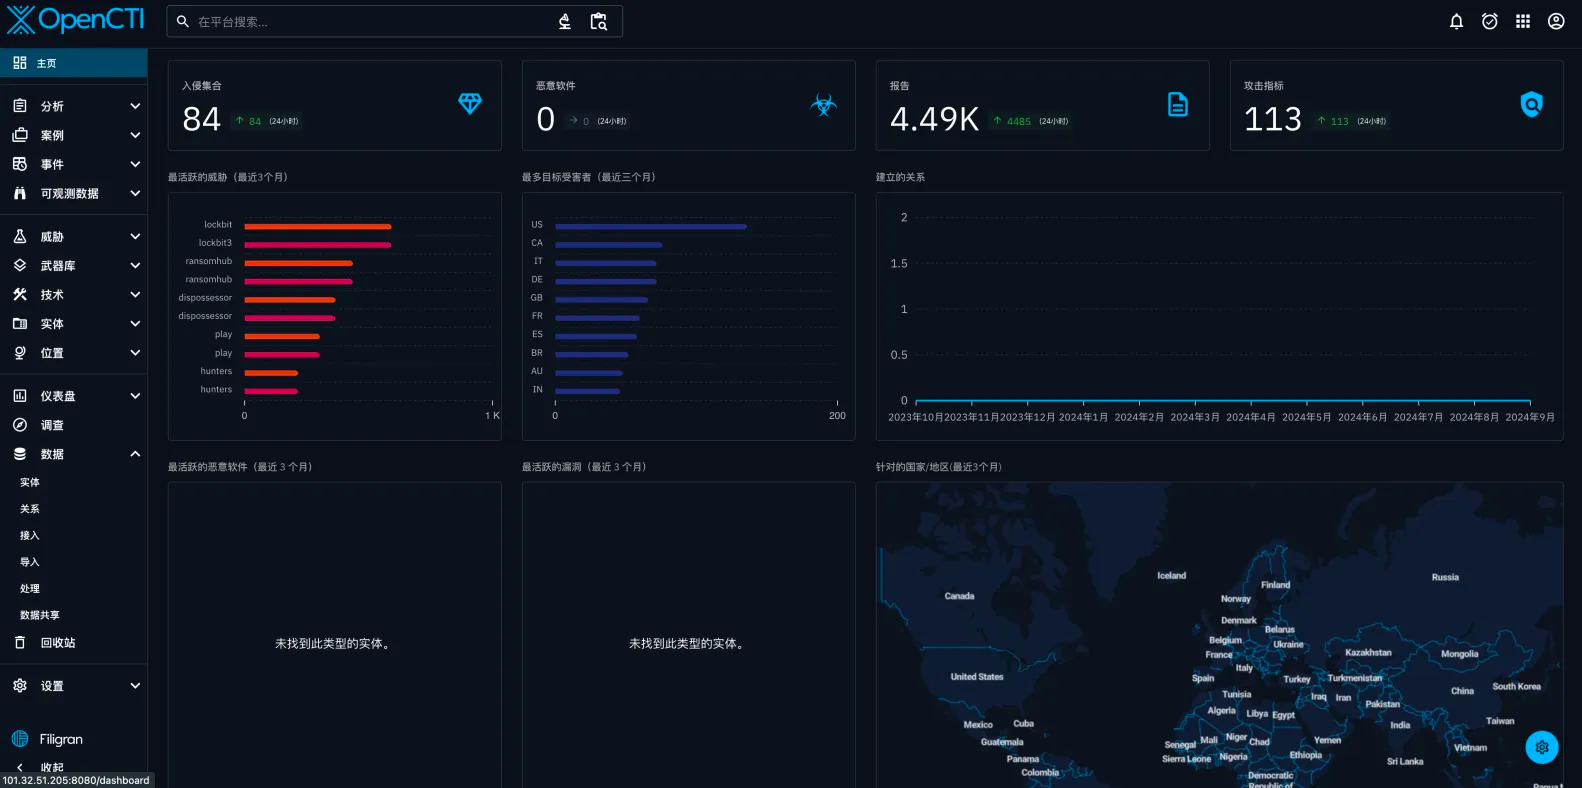 OpenCTI
在平台搜索...
主页
分析
案例
事件
可观测数据
威胁
武器库
技术
实体
位置
仪表盘
调查
数据
实体
关系
接入
导入
处理
数据共享
回收站
设置
Filigran
收起
101.32.51.205:8080/dashboard
入侵集合
84 84 (24小时)
恶意软件
0 0 (24小时)
报告
4.49K 4485 (24小时)
攻击指标
113 113 (24小时)
最活跃的威胁（最近3个月）
lockbit
lockbit3
ransomhub
ransomhub
dispossessor
dispossessor
play
play
hunters
hunters
0 1 K
最多目标受害者（最近三个月）
US
CA
IT
DE
GB
FR
ES
BR
AU
IN
0 200
建立的关系
2
1.5
1
0.5
0
2023年10月 2023年11月 2023年12月 2024年1月 2024年2月 2024年3月 2024年4月 2024年5月 2024年6月 2024年7月 2024年8月 2024年9月
最活跃的恶意软件（最近 3 个月）
未找到此类型的实体。
最活跃的漏洞（最近 3 个月）
未找到此类型的实体。
针对的国家/地区(最近3个月)
Iceland
Russia
Finland
Canada
Norway
Denmark
Belarus
Belgium
Ukraine
France
Kazakhstan
Mongolia
Italy
United States
Spain
Turkey
Turkmenistan
South Korea
China
Tunisia
Iraq
Iran
Pakistan
Algeria
Libya
Egypt
Taiwan
Mexico
Cuba
India
Guatemala
Senegal
Mali
Niger
Chad
Yemen
Vietnam
Panama
Sierra Leone
Nigeria
Ethiopia
Sri Lanka
Colombia
Democratic
Republic of
Papua